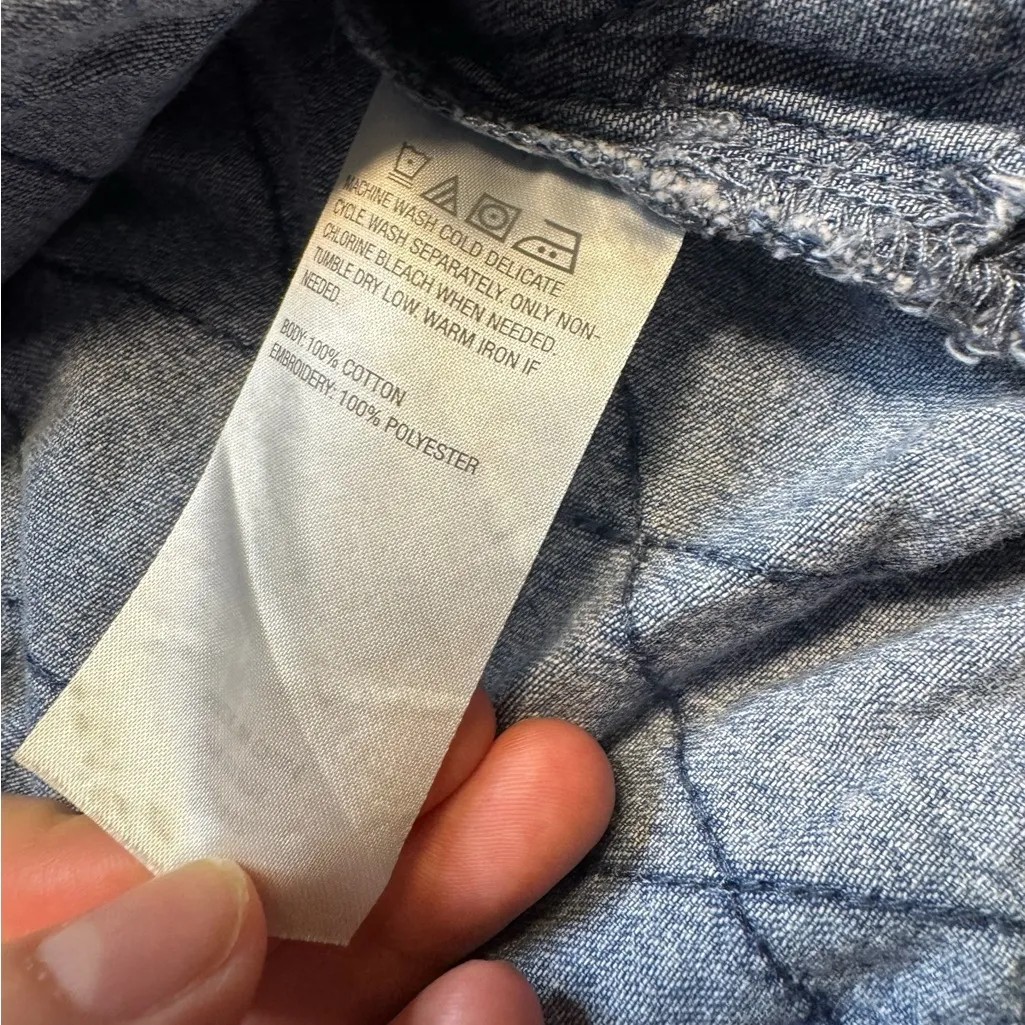 MACHINE WASH COLD DELICATE
CYCLE WASH SEPARATELY. ONLY NON-
CHLORINE BLEACH WHEN NEEDED.
TUMBLE DRY LOW. WARM IRON IF
NEEDED.
BODY: 100% COTTON
EMBROIDERY: 100% POLYESTER